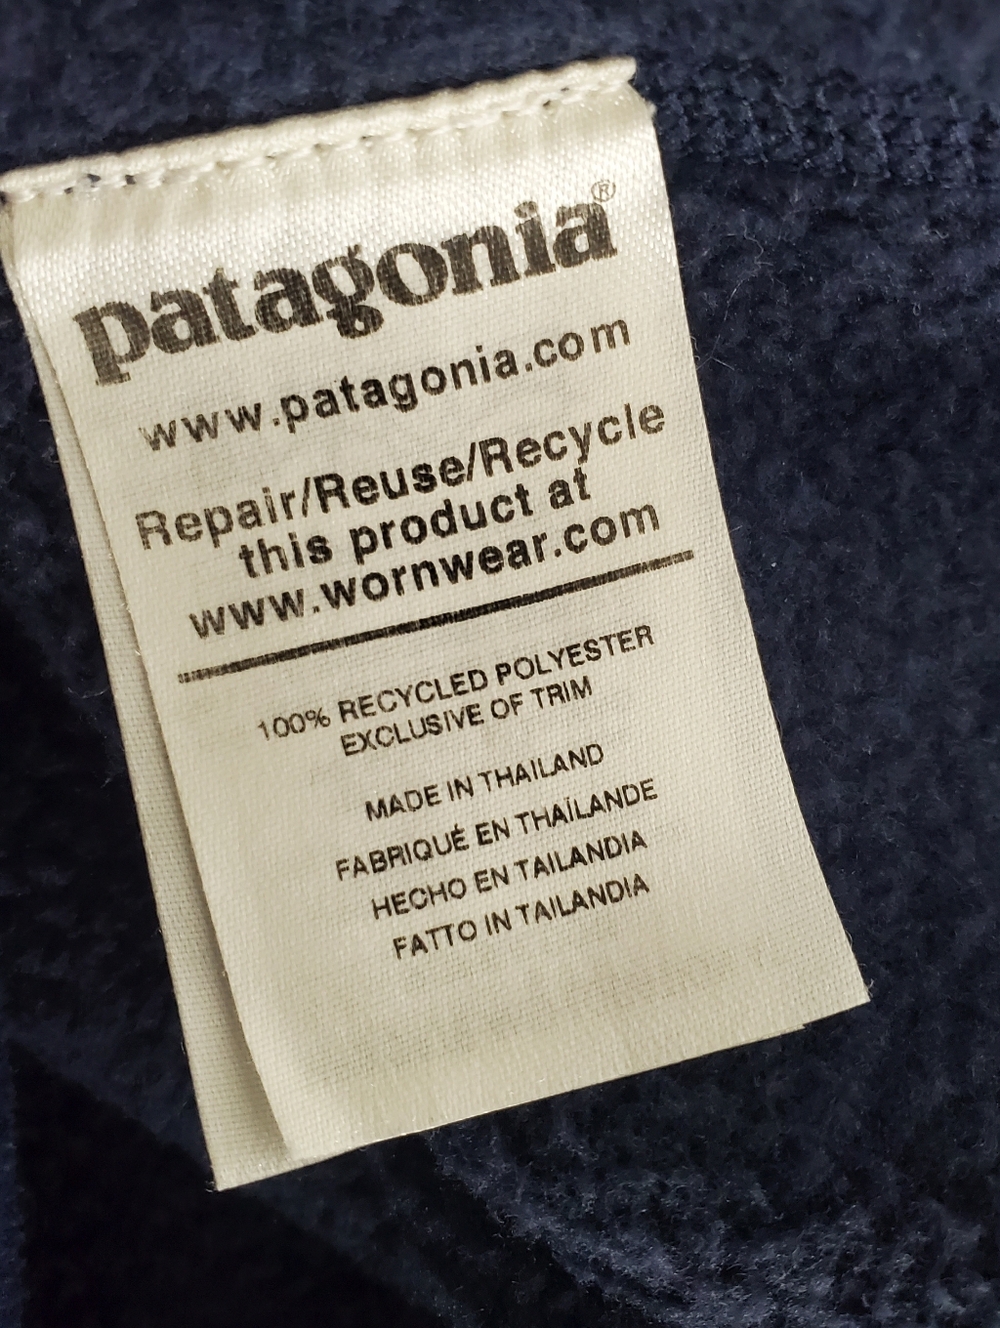 patagonia®
www.patagonia.com
Repair/Reuse/Recycle
this product at
www.wornwear.com
100% RECYCLED POLYESTER
EXCLUSIVE OF TRIM
MADE IN THAILAND
FABRIQUÉ EN THAÏLANDE
HECHO EN TAILANDIA
FATTO IN TAILANDIA